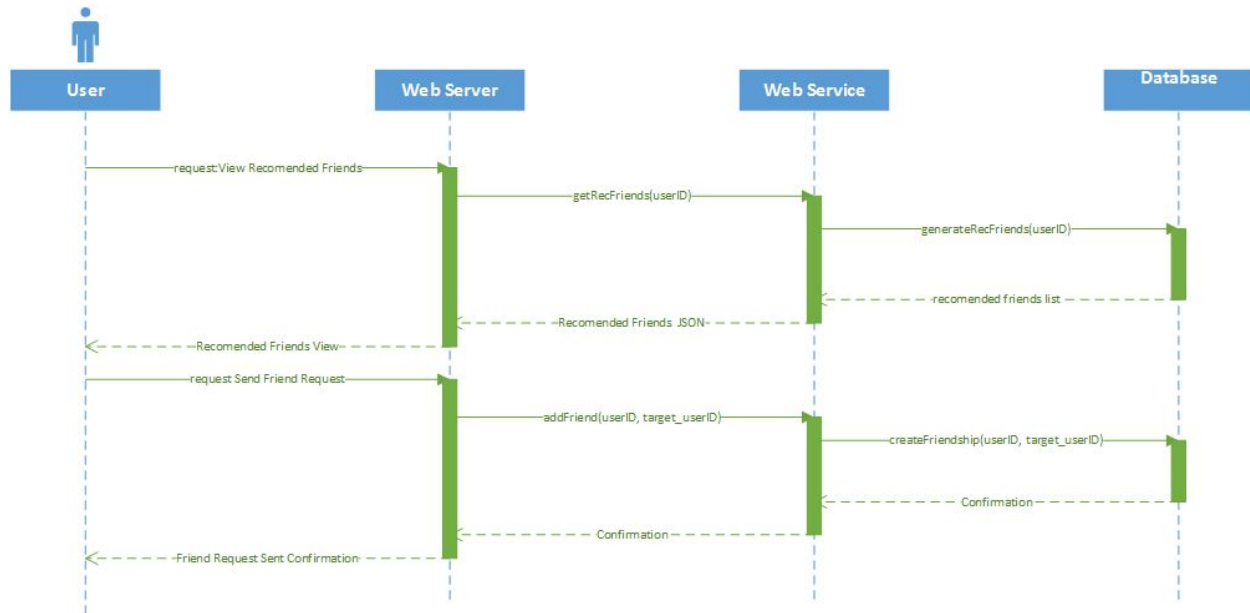 User
Web Server
Web Service
Database
request:View Recomended Friends
getRecFriends(userID)
generateRecFriends(userID)
recomended friends list
Recomended Friends JSON
Recomended Friends View
request Send Friend Request
addFriend(userID, target_userID)
createFriendship(userID, target_userID)
Confirmation
Confirmation
Friend Request Sent Confirmation